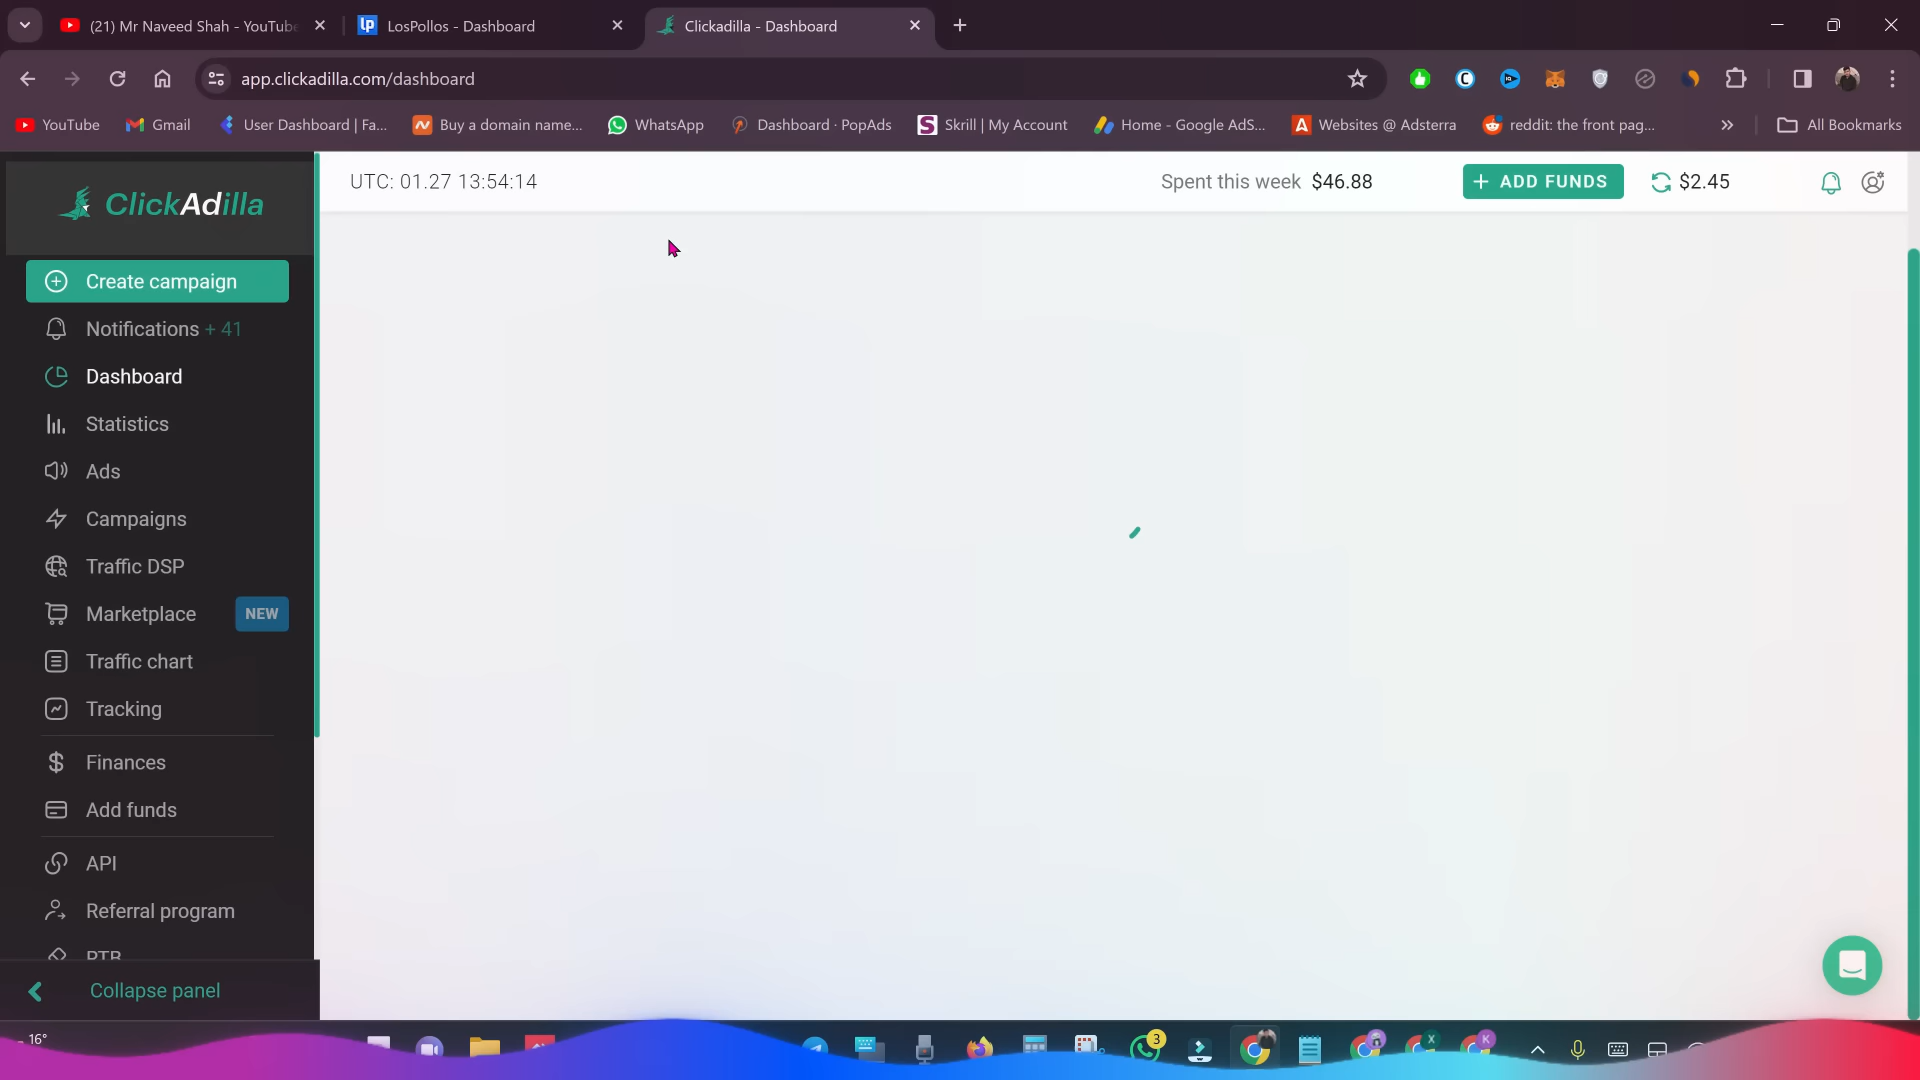 (21) Mr Naveed Shah - YouTube
LosPollos - Dashboard
Clickadilla - Dashboard
app.clickadilla.com/dashboard
YouTube
Gmail
User Dashboard | Fa...
Buy a domain name...
WhatsApp
Dashboard · PopAds
Skrill | My Account
Home - Google AdS...
Websites @ Adsterra
reddit: the front pag...
All Bookmarks
ClickAdilla
UTC: 01.27 13:54:14
Spent this week $46.88
+ ADD FUNDS
$2.45
Create campaign
Notifications + 41
Dashboard
Statistics
Ads
Campaigns
Traffic DSP
Marketplace NEW
Traffic chart
Tracking
Finances
Add funds
API
Referral program
RTB
Collapse panel
16°
3